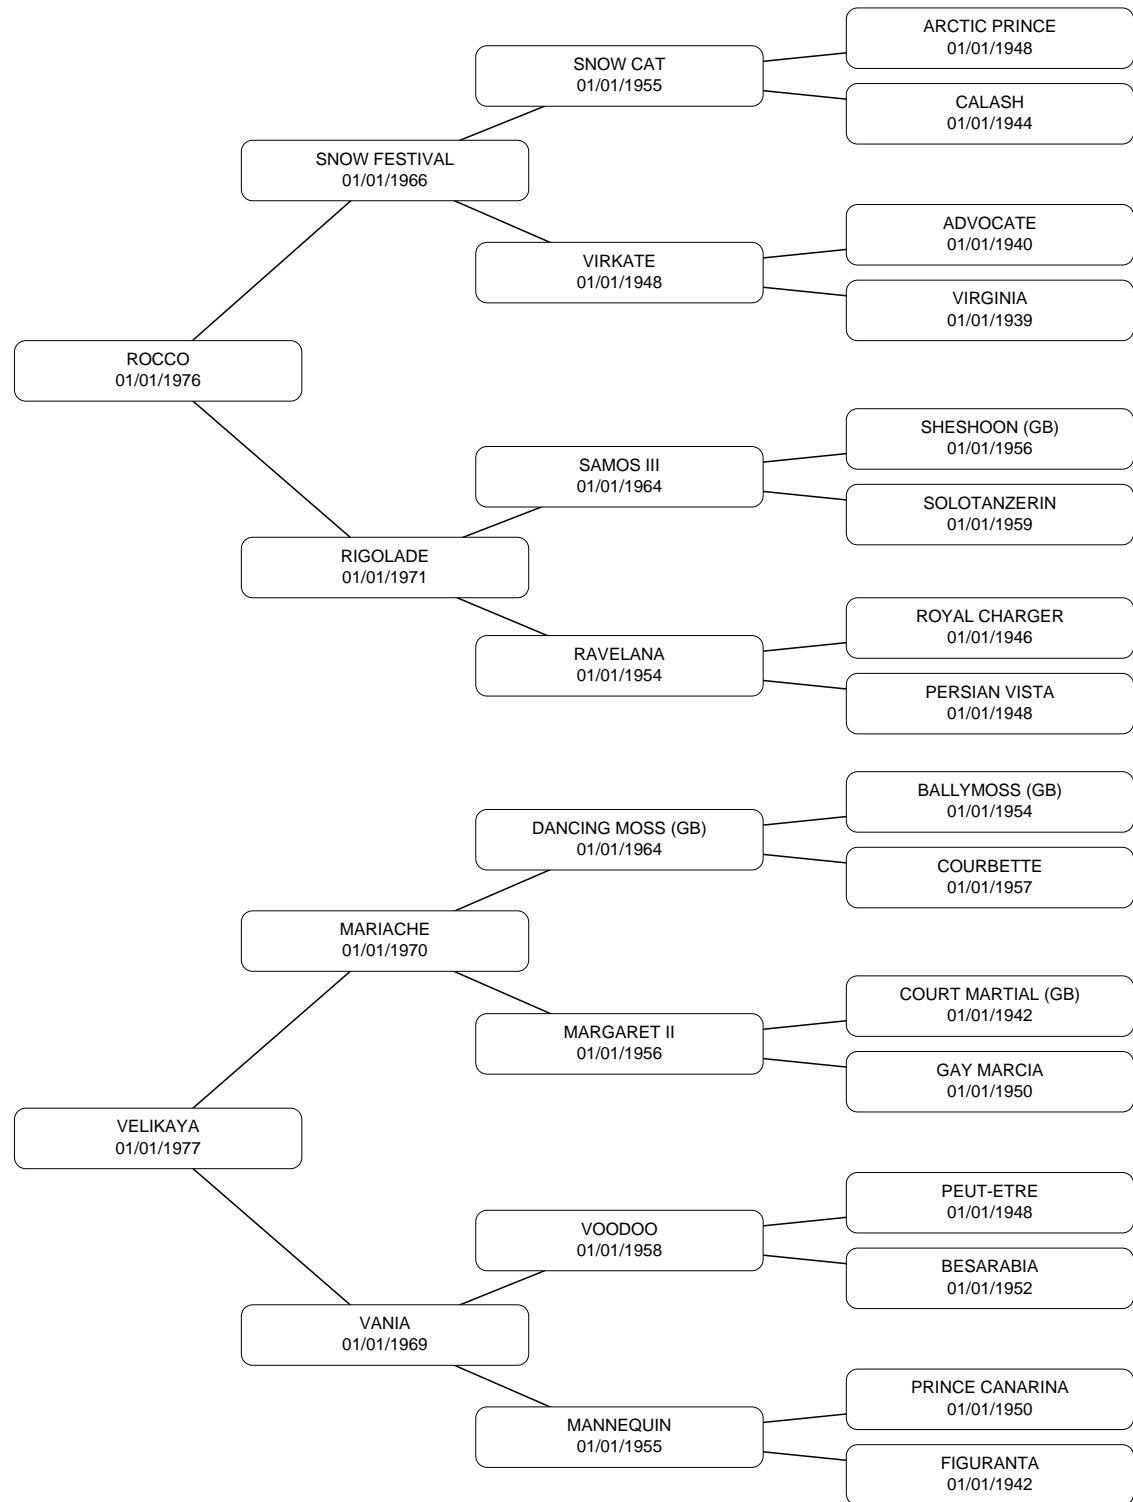 ARCTIC PRINCE
01/01/1948
SNOW CAT
01/01/1955
CALASH
01/01/1944
SNOW FESTIVAL
01/01/1966
ADVOCATE
01/01/1940
VIRKATE
01/01/1948
VIRGINIA
01/01/1939
ROCCO
01/01/1976
SHESHOON (GB)
01/01/1956
SAMOS III
01/01/1964
SOLOTANZERIN
01/01/1959
RIGOLADE
01/01/1971
ROYAL CHARGER
01/01/1946
RAVELANA
01/01/1954
PERSIAN VISTA
01/01/1948
BALLYMOSS (GB)
01/01/1954
DANCING MOSS (GB)
01/01/1964
COURBETTE
01/01/1957
MARIACHE
01/01/1970
COURT MARTIAL (GB)
01/01/1942
MARGARET II
01/01/1956
GAY MARCIA
01/01/1950
VELIKAYA
01/01/1977
PEUT-ETRE
01/01/1948
VOODOO
01/01/1958
BESARABIA
01/01/1952
VANIA
01/01/1969
PRINCE CANARINA
01/01/1950
MANNEQUIN
01/01/1955
FIGURANTA
01/01/1942